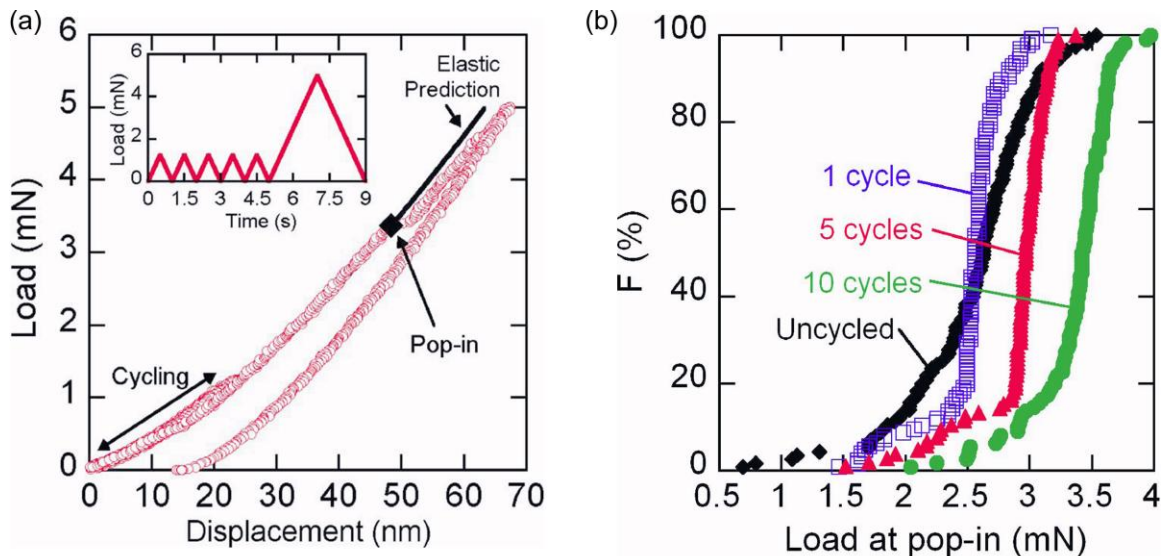 (a)
6
5
4
3
2
1
0
Load (mN)
0 10 20 30 40 50 60 70
Displacement (nm)
6
4
2
0
Load (mN)
0 1.5 3 4.5 6 7.5 9
Time (s)
Elastic
Prediction
Pop-in
Cycling
(b)
100
80
60
40
20
0
F (%)
0.5 1 1.5 2 2.5 3 3.5 4
Load at pop-in (mN)
1 cycle
5 cycles
10 cycles
Uncycled